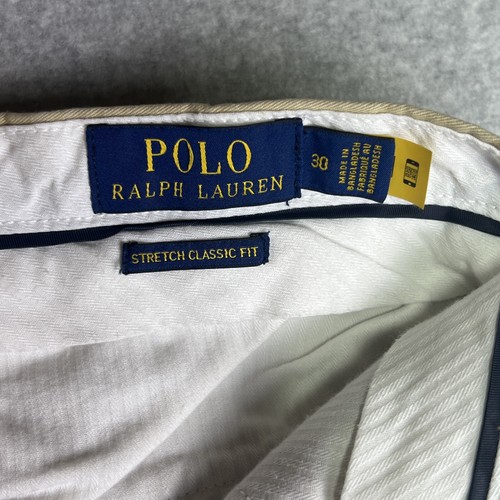 POLO
RALPH LAUREN
30
MADE IN
BANGLADESH
FABRIQUÉ AU
BANGLADESH
STRETCH CLASSIC FIT